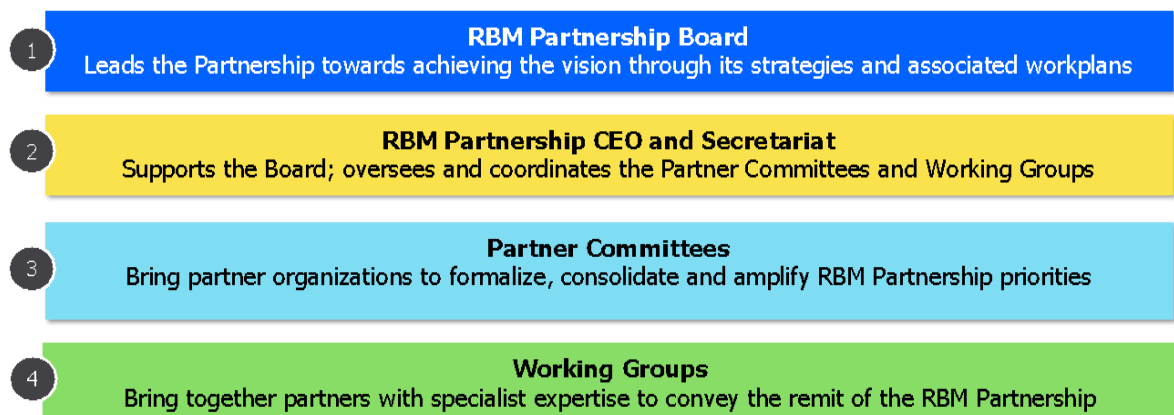 1
RBM Partnership Board
Leads the Partnership towards achieving the vision through its strategies and associated workplans
2
RBM Partnership CEO and Secretariat
Supports the Board; oversees and coordinates the Partner Committees and Working Groups
3
Partner Committees
Bring partner organizations to formalize, consolidate and amplify RBM Partnership priorities
4
Working Groups
Bring together partners with specialist expertise to convey the remit of the RBM Partnership